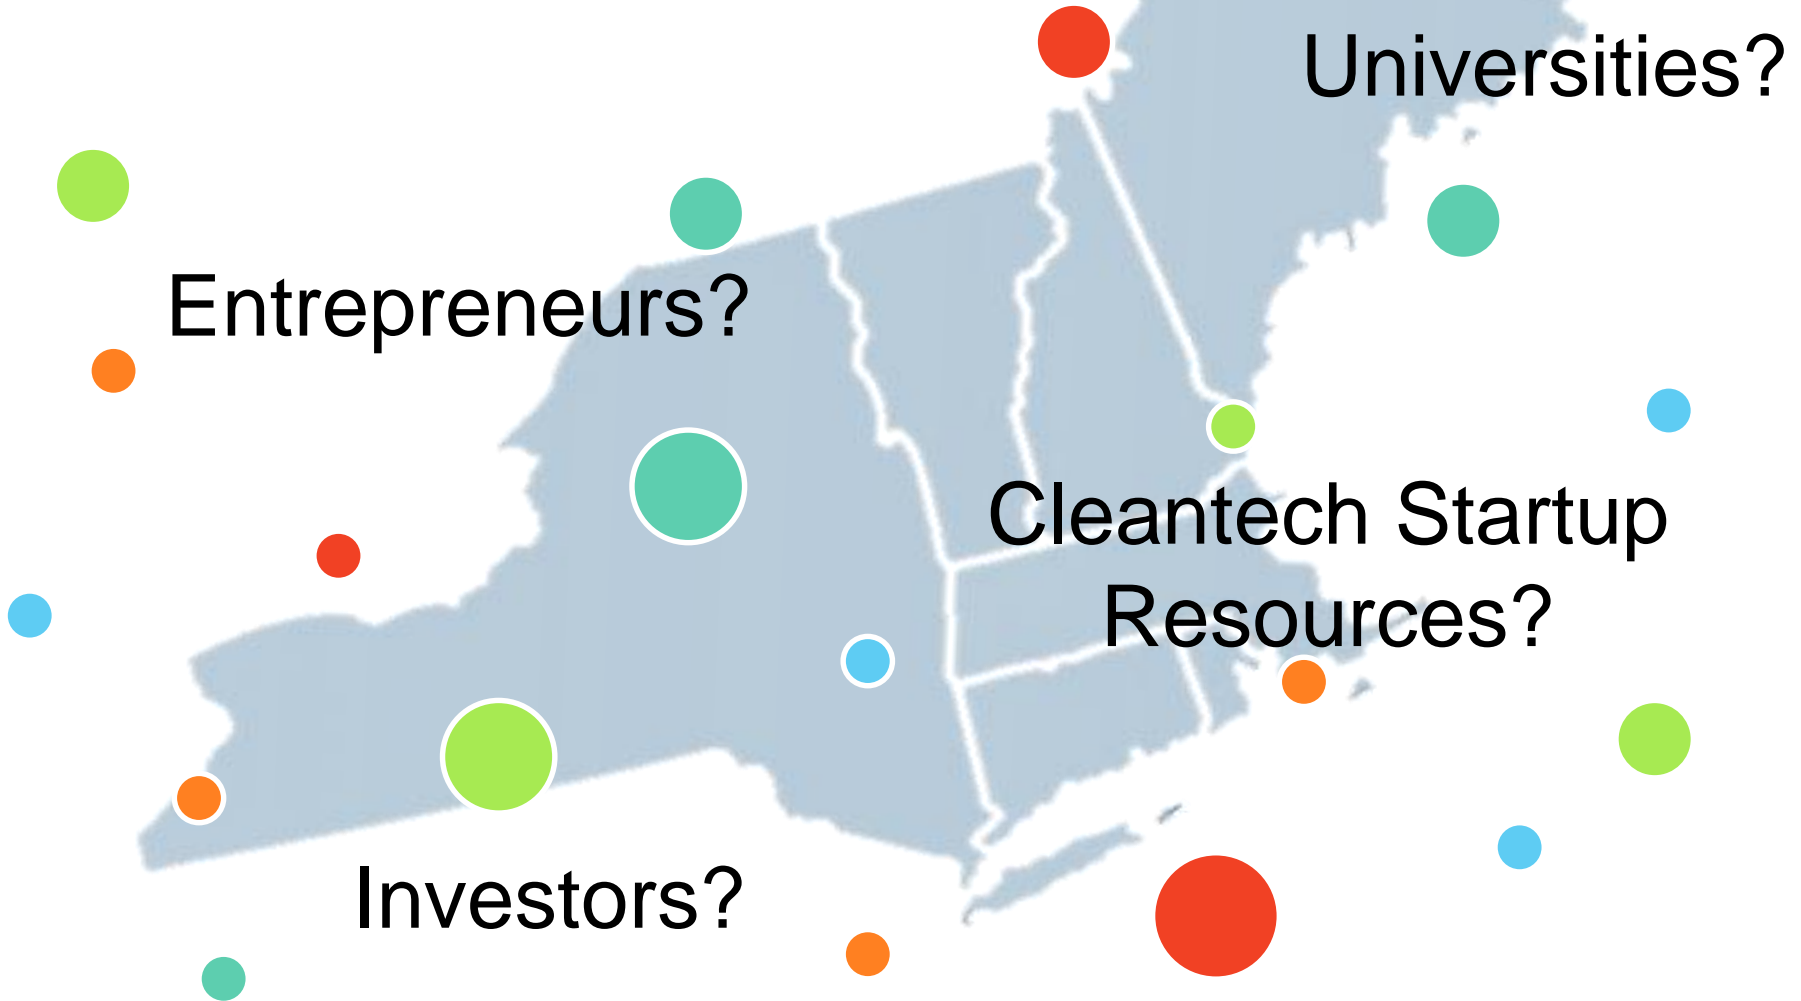 Universities?
Entrepreneurs?
Cleantech Startup
Resources?
Investors?